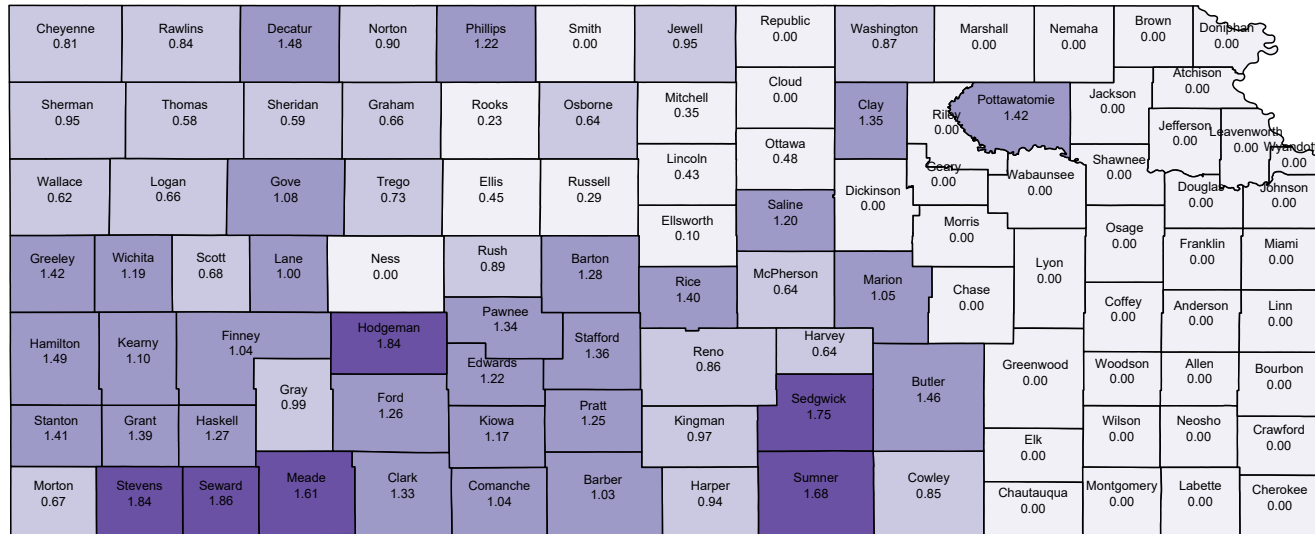 Cheyenne
0.81
Rawlins
0.84
Decatur
1.48
Norton
0.90
Phillips
1.22
Smith
0.00
Jewell
0.95
Republic
0.00
Washington
0.87
Marshall
0.00
Nemaha
0.00
Brown
0.00
Doniphan
0.00
Sherman
0.95
Thomas
0.58
Sheridan
0.59
Graham
0.66
Rooks
0.23
Osborne
0.64
Mitchell
0.35
Cloud
0.00
Clay
1.35
Riley
0.00
Pottawatomie
1.42
Jackson
0.00
Atchison
0.00
Jefferson
0.00
Leavenworth
0.00
Wyandott
0.00
Wallace
0.62
Logan
0.66
Gove
1.08
Trego
0.73
Ellis
0.45
Russell
0.29
Lincoln
0.43
Ottawa
0.48
Dickinson
0.00
Geary
0.00
Wabaunsee
0.00
Shawnee
0.00
Douglas
0.00
Johnson
0.00
Ellsworth
0.10
Saline
1.20
Morris
0.00
Osage
0.00
Franklin
0.00
Miami
0.00
Greeley
1.42
Wichita
1.19
Scott
0.68
Lane
1.00
Ness
0.00
Rush
0.89
Barton
1.28
Rice
1.40
McPherson
0.64
Marion
1.05
Chase
0.00
Lyon
0.00
Coffey
0.00
Anderson
0.00
Linn
0.00
Hamilton
1.49
Kearny
1.10
Finney
1.04
Hodgeman
1.84
Pawnee
1.34
Stafford
1.36
Edwards
1.22
Reno
0.86
Harvey
0.64
Butler
1.46
Greenwood
0.00
Woodson
0.00
Allen
0.00
Bourbon
0.00
Gray
0.99
Ford
1.26
Stanton
1.41
Grant
1.39
Haskell
1.27
Kiowa
1.17
Pratt
1.25
Kingman
0.97
Sedgwick
1.75
Elk
0.00
Wilson
0.00
Neosho
0.00
Crawford
0.00
Morton
0.67
Stevens
1.84
Seward
1.86
Meade
1.61
Clark
1.33
Comanche
1.04
Barber
1.03
Harper
0.94
Sumner
1.68
Cowley
0.85
Chautauqua
0.00
Montgomery
0.00
Labette
0.00
Cherokee
0.00